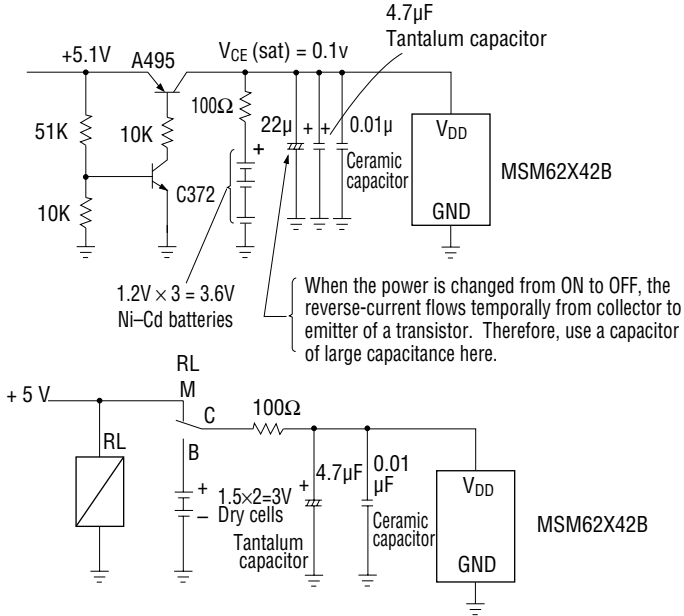 4.7µF
Tantalum capacitor
+5.1V
A495
VCE (sat) = 0.1v
100Ω
51K
10K
22µ
+
+
0.01µ
VDD
Ceramic
capacitor
MSM62X42B
+
C372
10K
GND
1.2V × 3 = 3.6V
Ni–Cd batteries
When the power is changed from ON to OFF, the
reverse-current flows temporally from collector to
emitter of a transistor. Therefore, use a capacitor
of large capacitance here.
RL
M
+ 5 V
C
100Ω
RL
B
+
–
1.5×2=3V
Dry cells
+
4.7µF
0.01
µF
VDD
Tantalum
capacitor
Ceramic
capacitor
MSM62X42B
GND